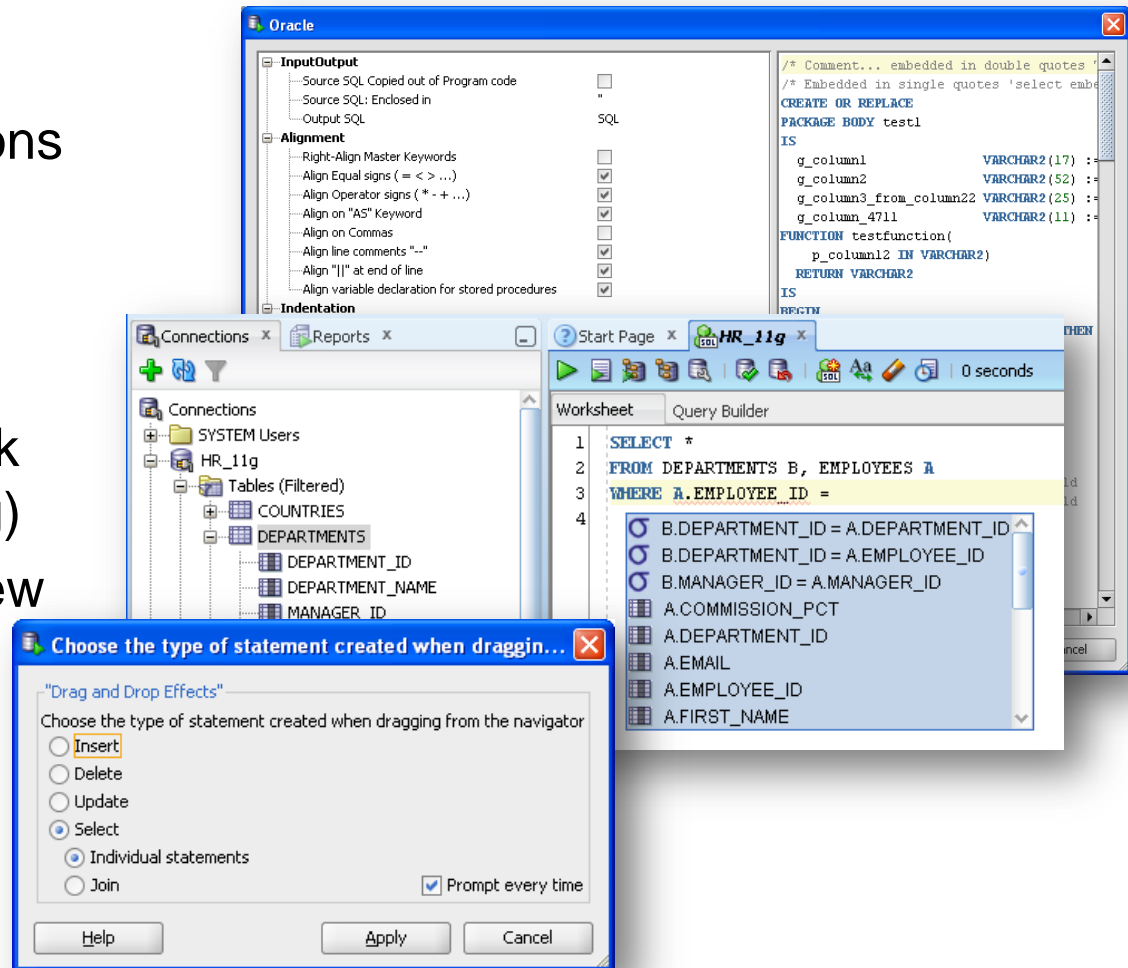 ons
k
g)
ew
Oracle
InputOutput
Source SQL Copied out of Program code
Source SQL: Enclosed in "
Output SQL SQL
Alignment
Right-Align Master Keywords
Align Equal signs ( = < > ...)
Align Operator signs ( * - + ...)
Align on "AS" Keyword
Align on Commas
Align line comments "--"
Align "||" at end of line
Align variable declaration for stored procedures
Indentation
/* Comment... embedded in double quotes "
/* Embedded in single quotes 'select embe
CREATE OR REPLACE
PACKAGE BODY test1
IS
g_column1 VARCHAR2(17) :=
g_column2 VARCHAR2(52) :=
g_column3_from_column22 VARCHAR2(25) :=
g_column_4711 VARCHAR2(11) :=
FUNCTION testfunction(
p_column12 IN VARCHAR2)
RETURN VARCHAR2
IS
BEGIN
THEN
ld
ld
ncel
Connections x Reports x
Connections
SYSTEM Users
HR_11g
Tables (Filtered)
COUNTRIES
DEPARTMENTS
DEPARTMENT_ID
DEPARTMENT_NAME
MANAGER_ID
Start Page x SQL HR_11g x
SQL Aa 0 seconds
Worksheet Query Builder
1 SELECT *
2 FROM DEPARTMENTS B, EMPLOYEES A
3 WHERE A.EMPLOYEE_ID =
4
B.DEPARTMENT_ID = A.DEPARTMENT_ID
B.DEPARTMENT_ID = A.EMPLOYEE_ID
B.MANAGER_ID = A.MANAGER_ID
A.COMMISSION_PCT
A.DEPARTMENT_ID
A.EMAIL
A.EMPLOYEE_ID
A.FIRST_NAME
Choose the type of statement created when draggin...
"Drag and Drop Effects"
Choose the type of statement created when dragging from the navigator
Insert
Delete
Update
Select
Individual statements
Join Prompt every time
Help Apply Cancel